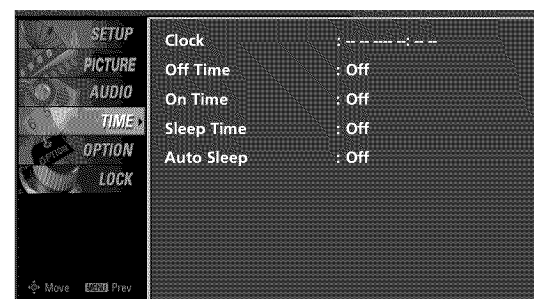 SETUP
PICTURE
AUDIO
TIME
OPTION
LOCK
Clock : -- -- ---- --: -- --
Off Time : Off
On Time : Off
Sleep Time : Off
Auto Sleep : Off
Move MENU Prev